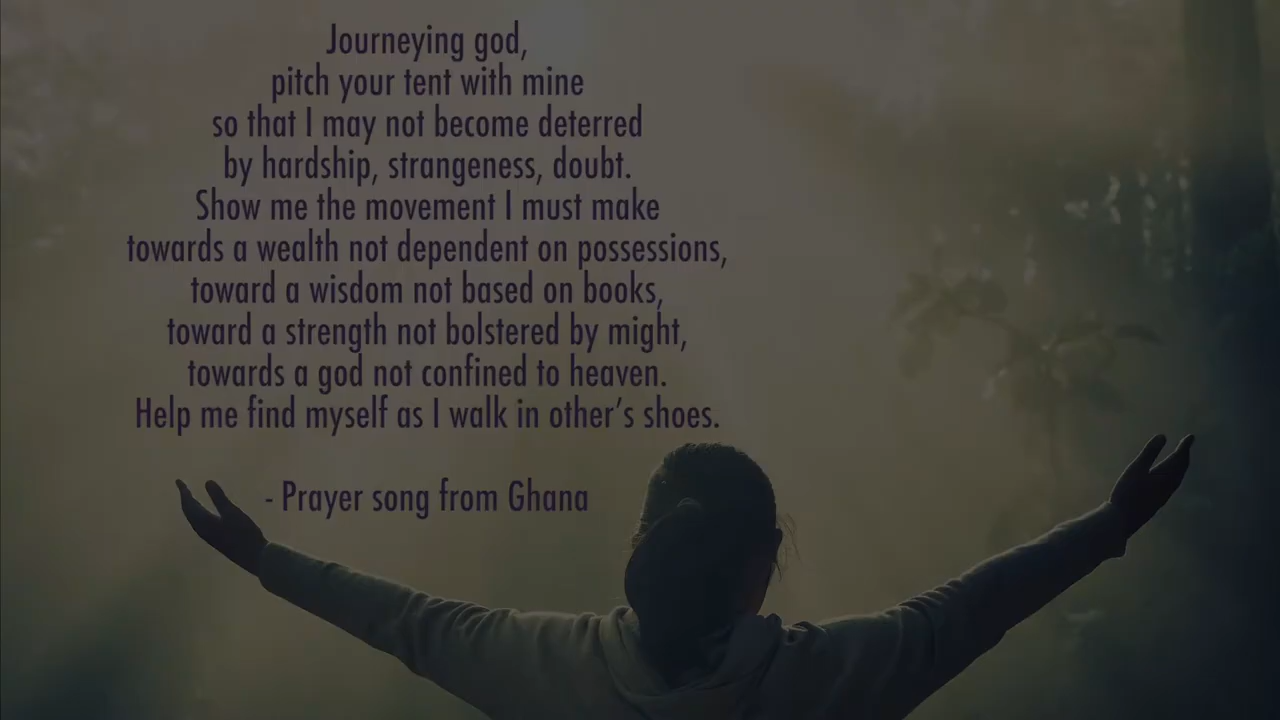 Journeying god,
pitch your tent with mine
so that I may not become deterred
by hardship, strangeness, doubt.
Show me the movement I must make
towards a wealth not dependent on possessions,
toward a wisdom not based on books,
toward a strength not bolstered by might,
towards a god not confined to heaven.
Help me find myself as I walk in other’s shoes.
- Prayer song from Ghana